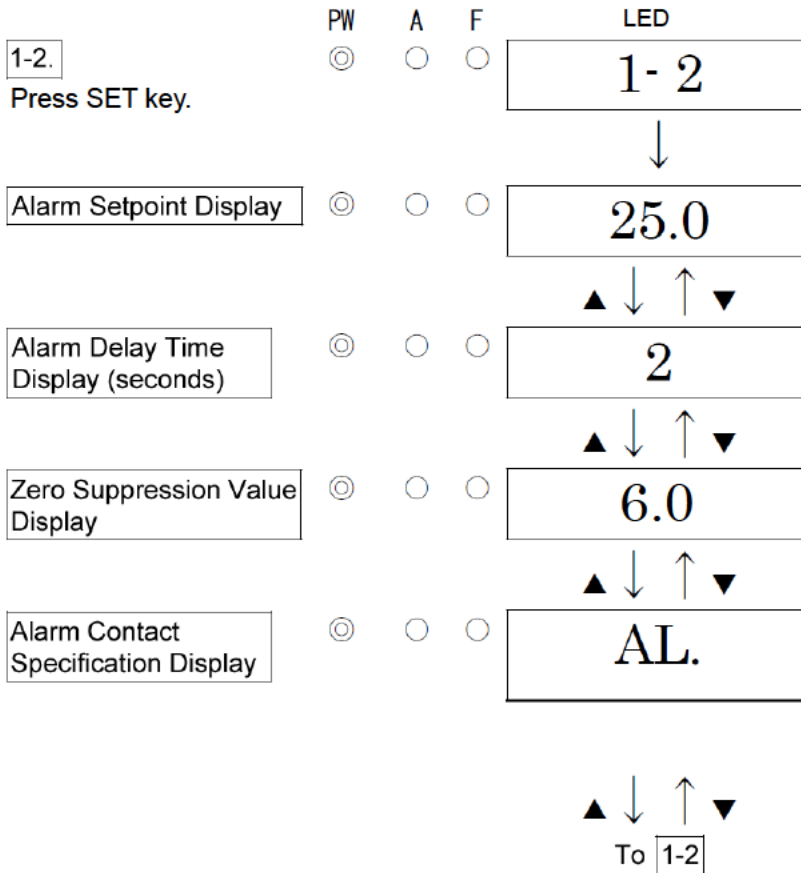 PW A F LED
1-2.
Press SET key.
1- 2
↓
Alarm Setpoint Display
25.0
▲ ↓ ↑ ▼
Alarm Delay Time
Display (seconds)
2
▲ ↓ ↑ ▼
Zero Suppression Value
Display
6.0
▲ ↓ ↑ ▼
Alarm Contact
Specification Display
AL.
▲ ↓ ↑ ▼
To 1-2